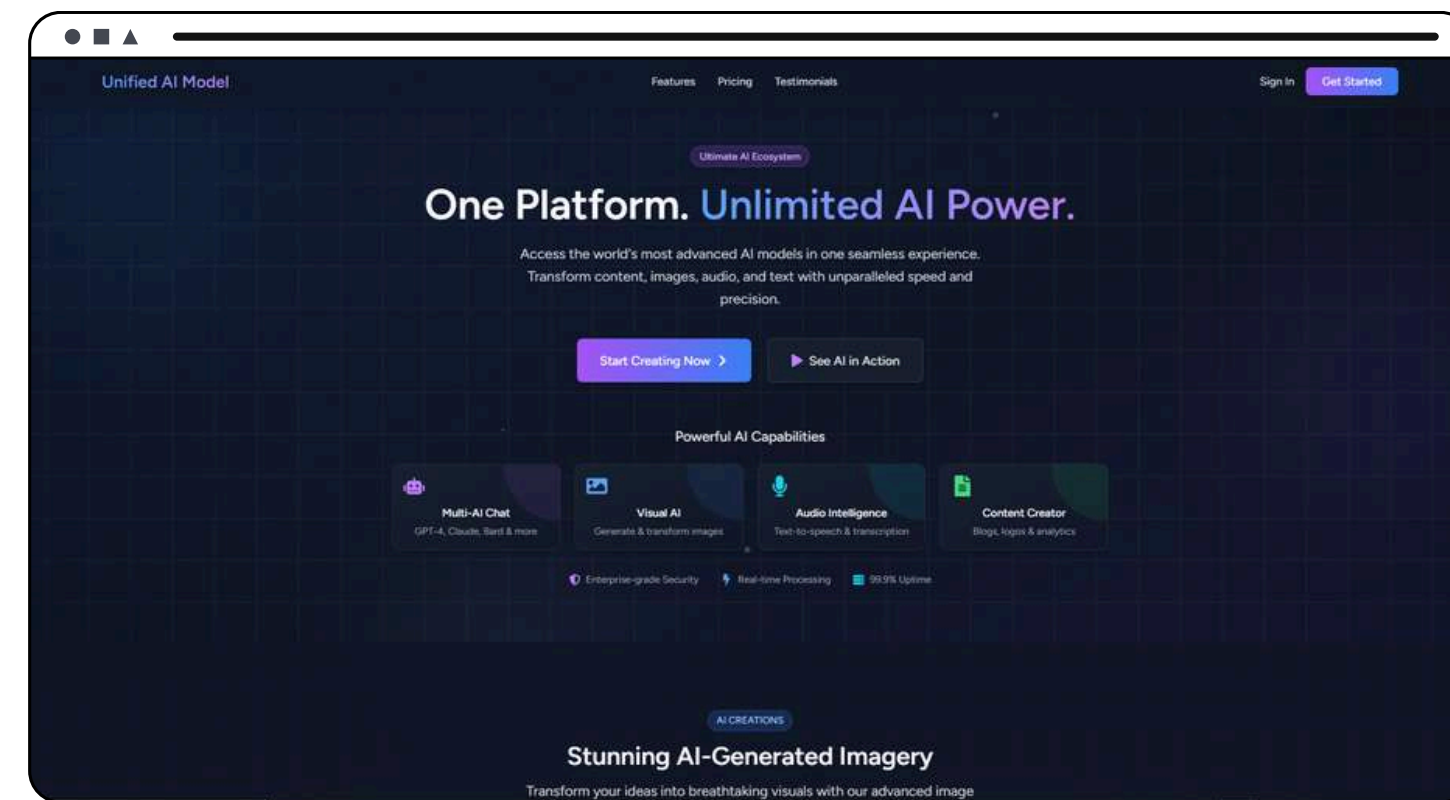 Unified AI Model
Features
Pricing
Testimonials
Sign In
Get Started
Ultimate AI Ecosystem
One Platform. Unlimited AI Power.
Access the world's most advanced AI models in one seamless experience.
Transform content, images, audio, and text with unparalleled speed and
precision.
Start Creating Now
See AI in Action
Powerful AI Capabilities
Multi-AI Chat
GPT-4, Claude, Bard & more
Visual AI
Generate & transform images
Audio Intelligence
Text-to-speech & transcription
Content Creator
Blogs, logos & analytics
Enterprise-grade Security
Real-time Processing
99.9% Uptime
AI CREATIONS
Stunning AI-Generated Imagery
Transform your ideas into breathtaking visuals with our advanced image